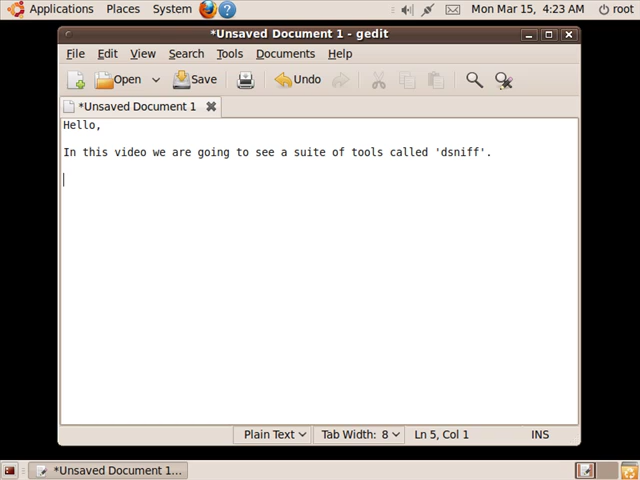 Applications Places System Mon Mar 15, 4:23 AM root
*Unsaved Document 1 - gedit
File Edit View Search Tools Documents Help
Open Save Undo
*Unsaved Document 1
Hello,
In this video we are going to see a suite of tools called 'dsniff'.
Plain Text Tab Width: 8 Ln 5, Col 1 INS
*Unsaved Document 1...